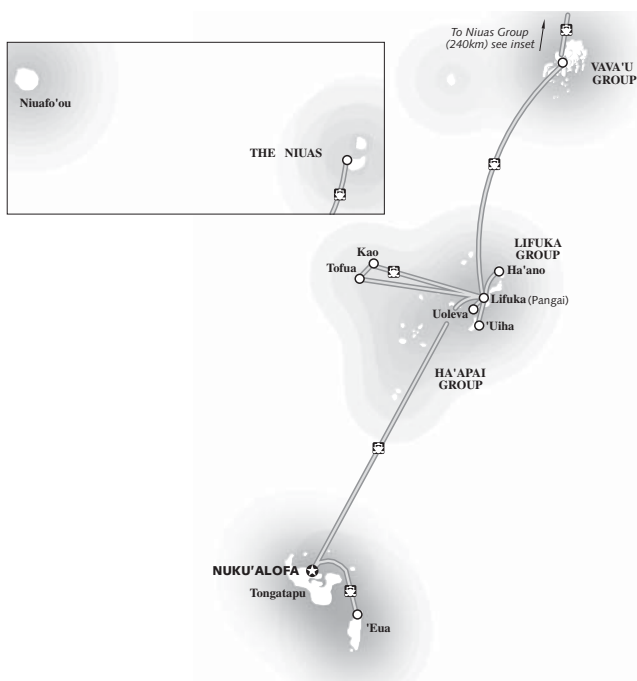 To Niuas Group
(240km) see inset
VAVA'U
GROUP
Niuafo'ou
THE NIUAS
LIFUKA
GROUP
Kao
Ha'ano
Tofua
Lifuka (Pangai)
Uoleva
'Uiha
HA'APAI
GROUP
NUKU'ALOFA
Tongatapu
'Eua